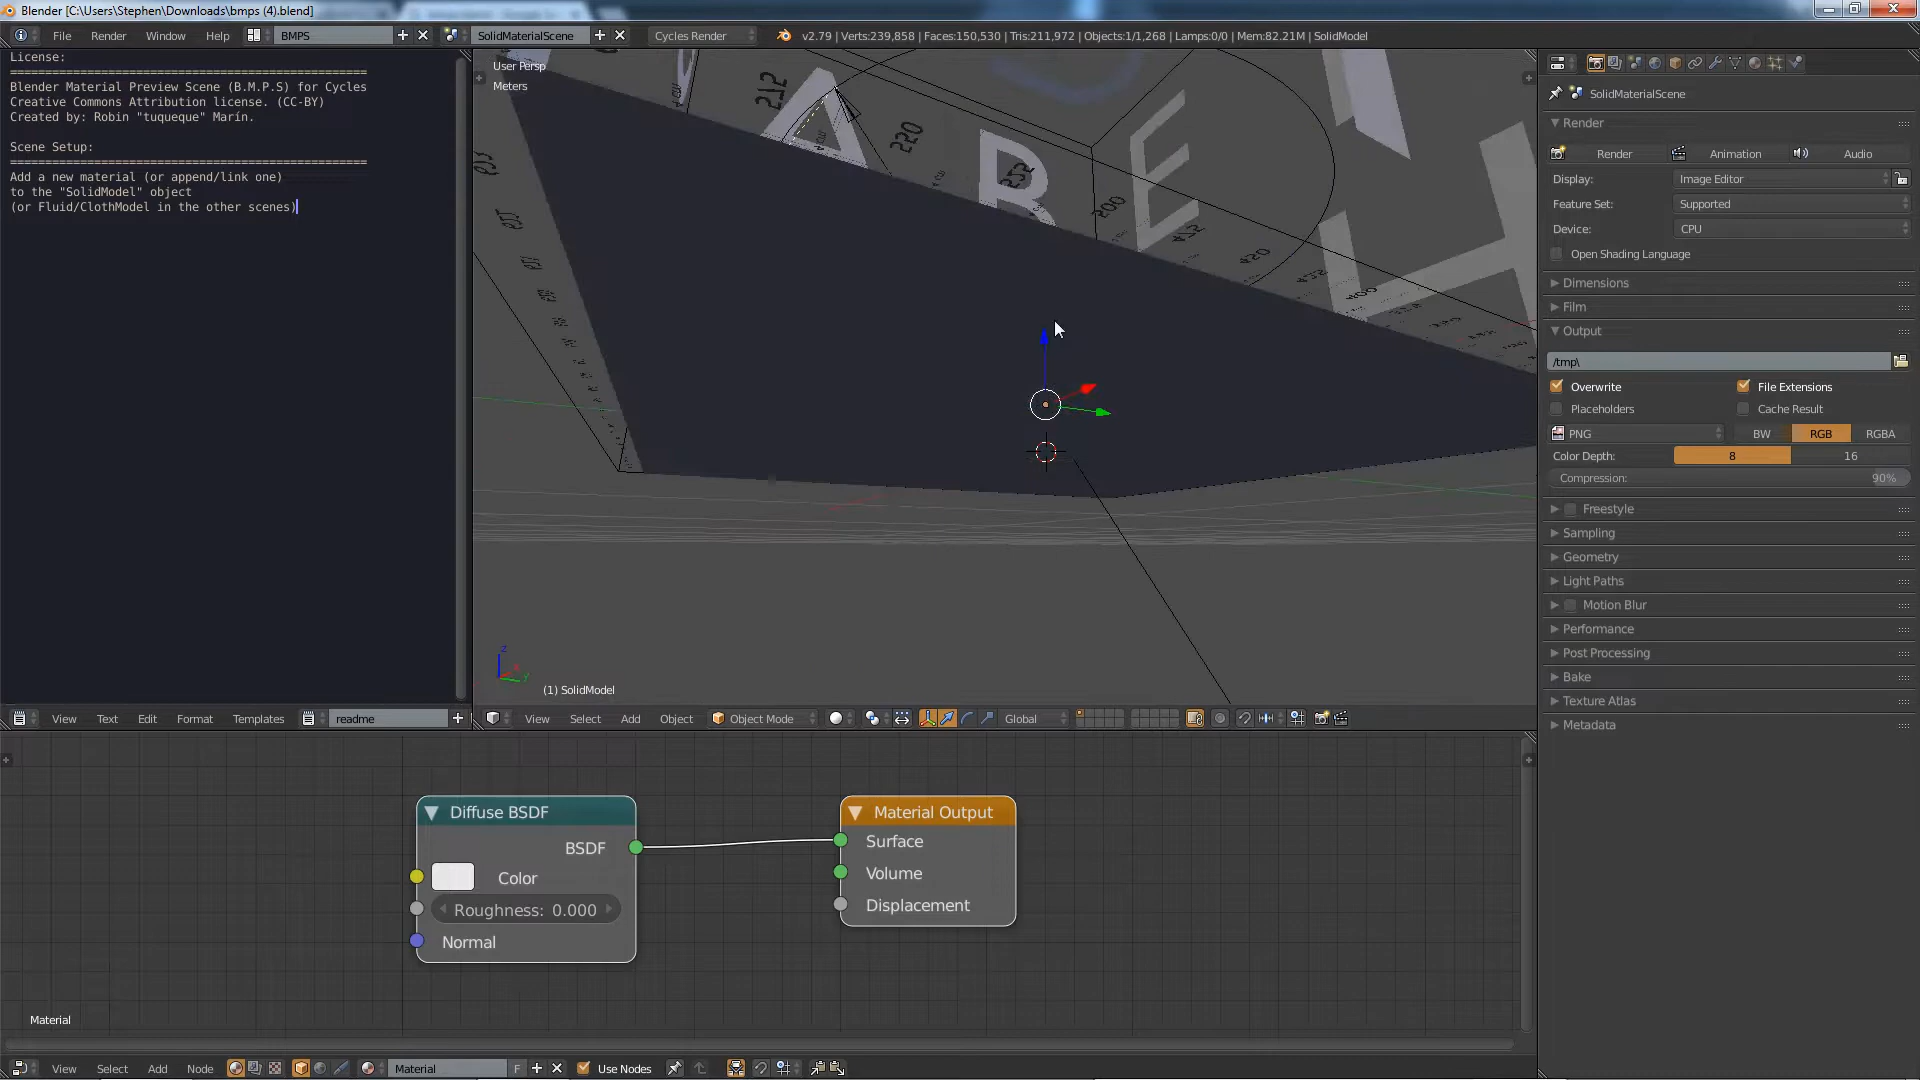 Blender [C:\Users\Stephen\Downloads\bmps (4).blend]
File Render Window Help BMPS SolidMaterialScene Cycles Render v2.79 | Verts:239,858 | Faces:150,530 | Tris:211,972 | Objects:1/1,268 | Lamps:0/0 | Mem:82.21M | SolidModel
License:
===================================================
Blender Material Preview Scene (B.M.P.S) for Cycles
Creative Commons Attribution license. (CC-BY)
Created by: Robin "tuqueque" Marín.
Scene Setup:
===================================================
Add a new material (or append/link one)
to the "SolidModel" object
(or Fluid/ClothModel in the other scenes)
View Text Edit Format Templates readme
User Persp
Meters
A R E
(1) SolidModel
View Select Add Object Object Mode Global
SolidMaterialScene
Render
Render Animation Audio
Display: Image Editor
Feature Set: Supported
Device: CPU
Open Shading Language
Dimensions
Film
Output
/tmp\
Overwrite File Extensions
Placeholders Cache Result
PNG BW RGB RGBA
Color Depth: 8 16
Compression: 90%
Freestyle
Sampling
Geometry
Light Paths
Motion Blur
Performance
Post Processing
Bake
Texture Atlas
Metadata
Diffuse BSDF
BSDF
Color
Roughness: 0.000
Normal
Material Output
Surface
Volume
Displacement
Material
View Select Add Node Material F Use Nodes